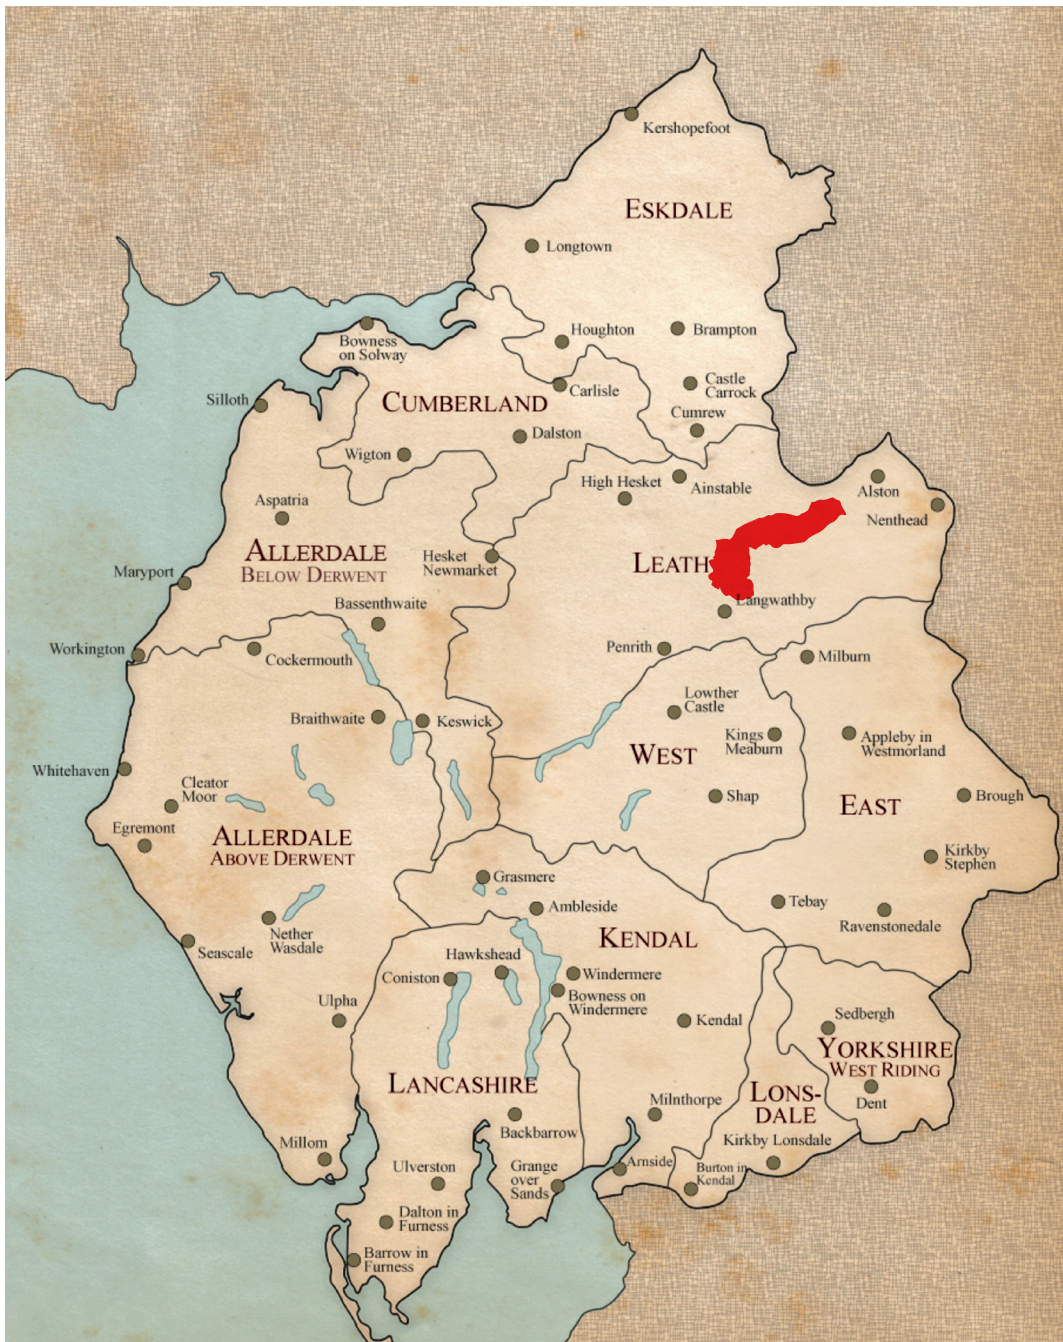 Kershopefoot
ESKDALE
Longtown
Houghton
Brampton
Bowness
on Solway
Carlisle
Castle
Carrock
Silloth
CUMBERLAND
Cumrew
Dalston
Wigton
High Hesket
Ainstable
Alston
Aspatria
Nenthead
ALLERDALE
BELOW DERWENT
Hesket
Newmarket
LEATH
Maryport
Bassenthwaite
Langwathby
Workington
Cockermouth
Penrith
Milburn
Braithwaite
Keswick
Lowther
Castle
Kings
Meaburn
Appleby in
Westmorland
WEST
Whitehaven
Cleator
Moor
Shap
EAST
Brough
Egremont
ALLERDALE
ABOVE DERWENT
Kirkby
Stephen
Grasmere
Ambleside
Tebay
Ravenstonedale
Nether
Wasdale
KENDAL
Seascale
Hawkshead
Coniston
Windermere
Bowness on
Windermere
Ulpha
Kendal
Sedbergh
YORKSHIRE
WEST RIDING
LANCASHIRE
LONS-
DALE
Dent
Milnthorpe
Backbarrow
Kirkby Lonsdale
Millom
Ulverston
Grange
over
Sands
Arnside
Burton in
Kendal
Dalton in
Furness
Barrow in
Furness